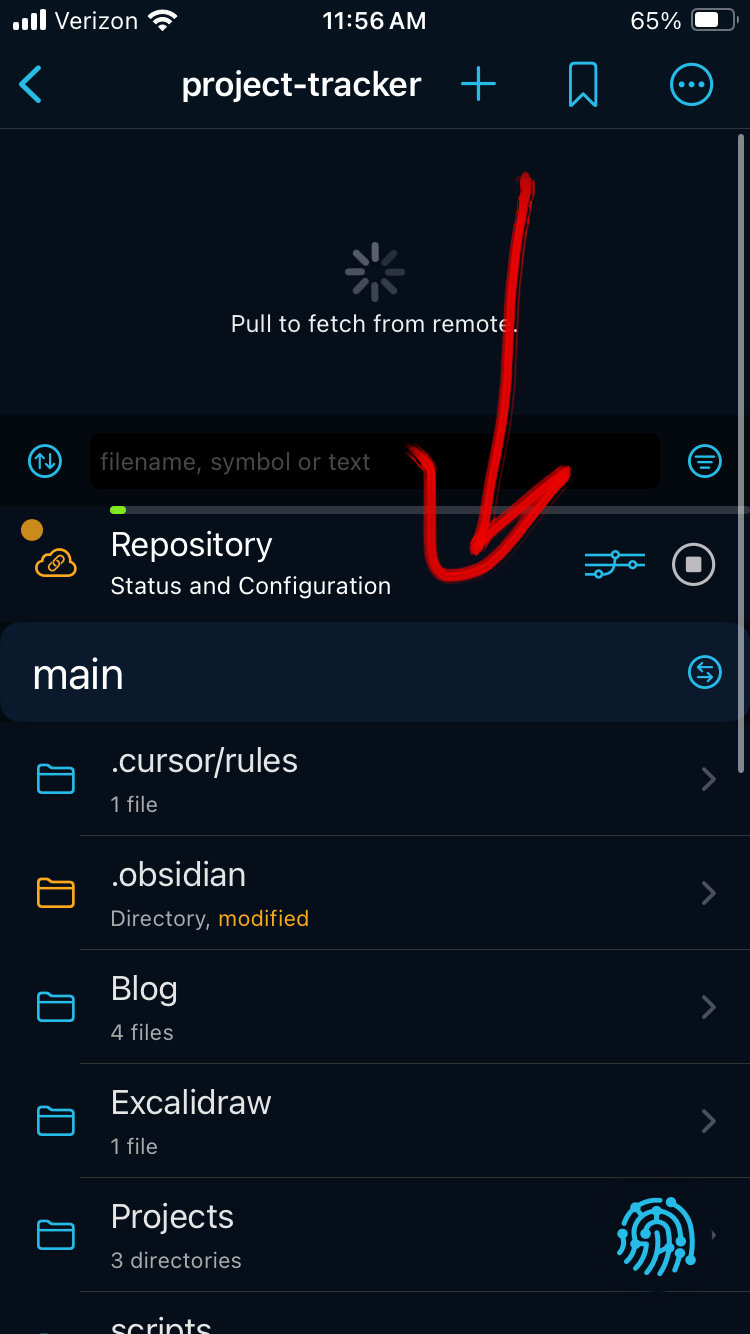 Verizon 11:56 AM 65%
project-tracker
Pull to fetch from remote.
filename, symbol or text
Repository
Status and Configuration
main
.cursor/rules
1 file
.obsidian
Directory, modified
Blog
4 files
Excalidraw
1 file
Projects
3 directories
scripts